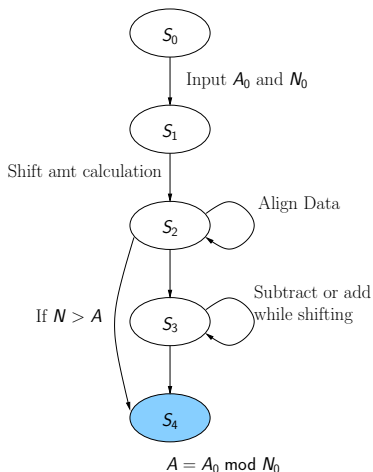 S₀
Input A₀ and N₀
S₁
Shift amt calculation
S₂
Align Data
If N > A
S₃
Subtract or add
while shifting
S₄
A = A₀ mod N₀